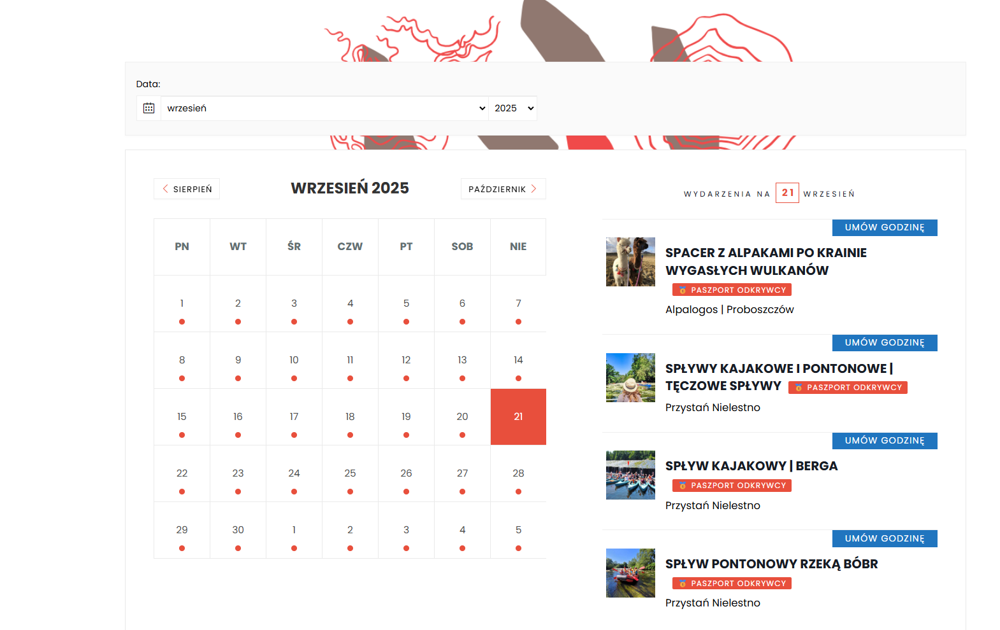 Data:
wrzesień 2025
SIERPIEŃ
WRZESIEŃ 2025
PAŹDZIERNIK
PN WT ŚR CZW PT SOB NIE
1 2 3 4 5 6 7
8 9 10 11 12 13 14
15 16 17 18 19 20 21
22 23 24 25 26 27 28
29 30 1 2 3 4 5
WYDARZENIA NA 21 WRZESIEŃ
UMÓW GODZINĘ
SPACER Z ALPAKAMI PO KRAINIE
WYGASŁYCH WULKANÓW
PASZPORT ODKRYWCY
Alpalogos | Proboszczów
UMÓW GODZINĘ
SPŁYWY KAJAKOWE I PONTONOWE |
TĘCZOWE SPŁYWY PASZPORT ODKRYWCY
Przystań Nielestno
UMÓW GODZINĘ
SPŁYW KAJAKOWY | BERGA
PASZPORT ODKRYWCY
Przystań Nielestno
UMÓW GODZINĘ
SPŁYW PONTONOWY RZEKĄ BÓBR
PASZPORT ODKRYWCY
Przystań Nielestno